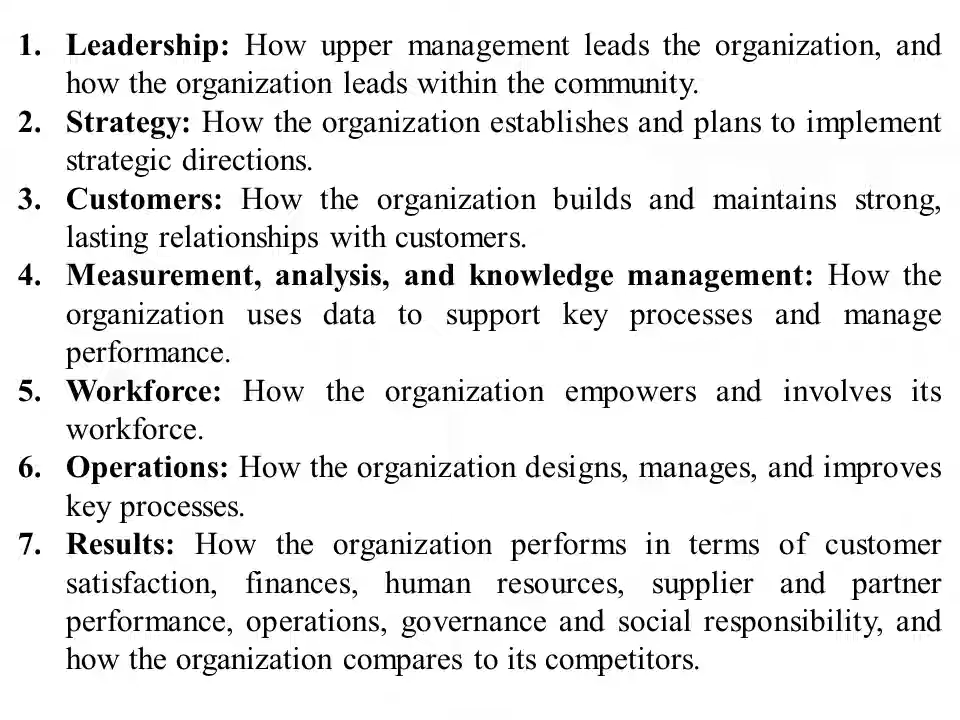 1. Leadership: How upper management leads the organization, and
how the organization leads within the community.
2. Strategy: How the organization establishes and plans to implement
strategic directions.
3. Customers: How the organization builds and maintains strong,
lasting relationships with customers.
4. Measurement, analysis, and knowledge management: How the
organization uses data to support key processes and manage
performance.
5. Workforce: How the organization empowers and involves its
workforce.
6. Operations: How the organization designs, manages, and improves
key processes.
7. Results: How the organization performs in terms of customer
satisfaction, finances, human resources, supplier and partner
performance, operations, governance and social responsibility, and
how the organization compares to its competitors.